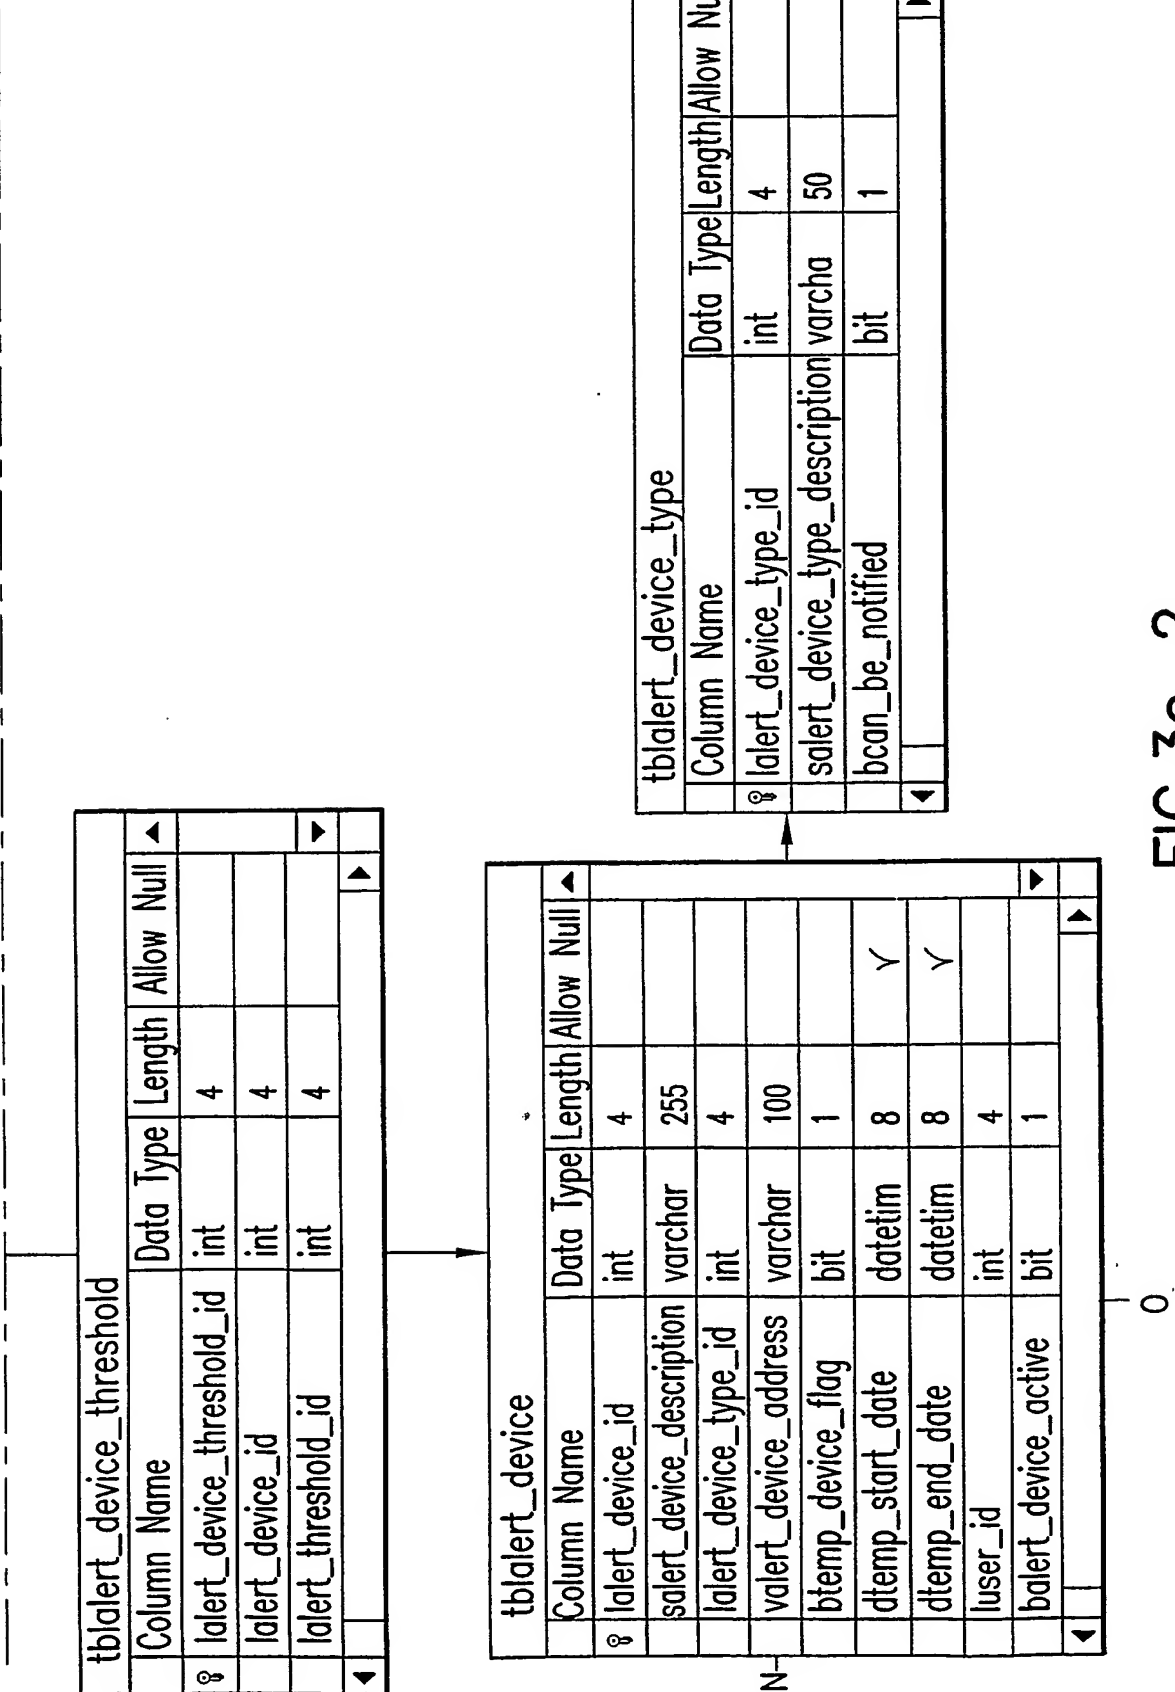 tblalert_device_threshold
Column Name Data Type Length Allow Null
lalert_device_threshold_id int 4
lalert_device_id int 4
lalert_threshold_id int 4
tblalert_device
Column Name Data Type Length Allow Null
lalert_device_id int 4
salert_device_description varchar 255
lalert_device_type_id int 4
valert_device_address varchar 100
btemp_device_flag bit 1
dtemp_start_date datetim 8 Y
dtemp_end_date datetim 8 Y
luser_id int 4
balert_device_active bit 1
N
O
tblalert_device_type
Column Name Data Type Length Allow Nu
lalert_device_type_id int 4
salert_device_type_description varcha 50
bcan_be_notified bit 1